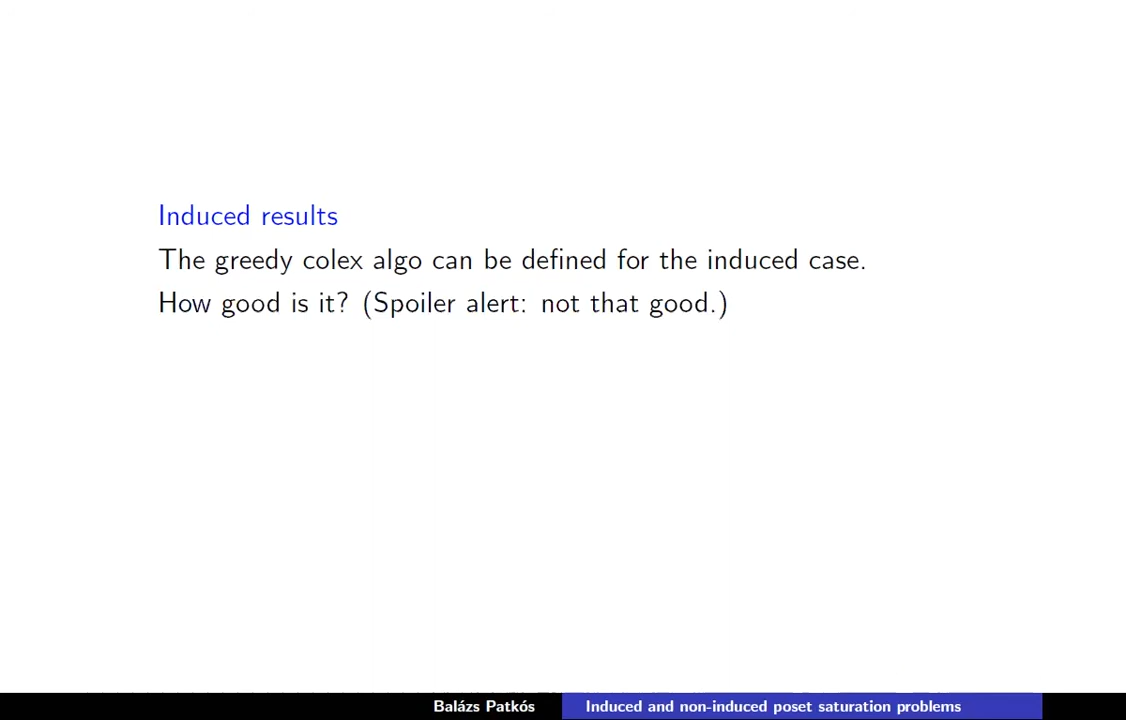 Induced results
The greedy colex algo can be defined for the induced case.
How good is it? (Spoiler alert: not that good.)
Balázs Patkós Induced and non-induced poset saturation problems